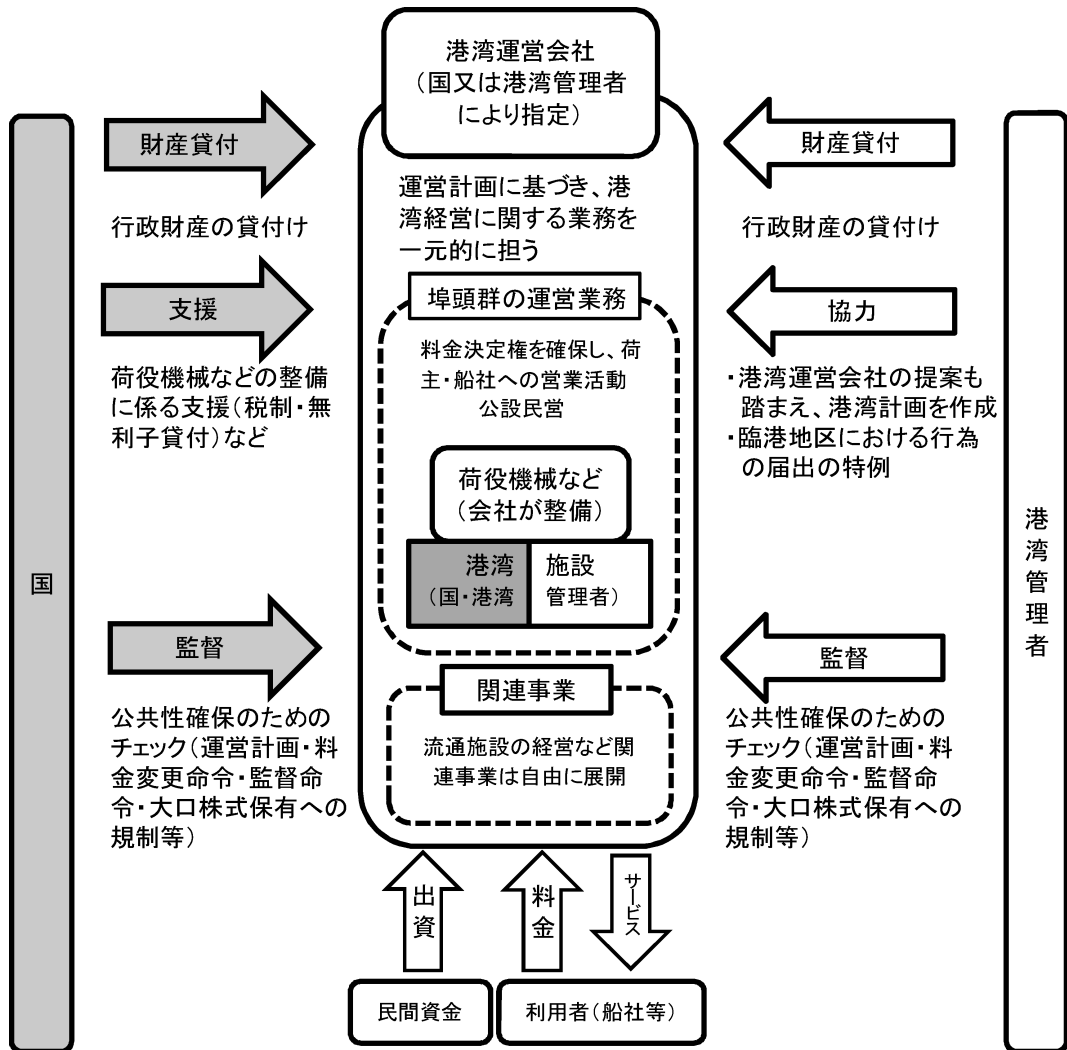 港湾運営会社
（国又は港湾管理者
により指定）
国
財産貸付
行政財産の貸付け
支援
荷役機械などの整備
に係る支援（税制・無
利子貸付）など
監督
公共性確保のための
チェック（運営計画・料
金変更命令・監督命
令・大口株式保有への
規制等）
運営計画に基づき、港
湾経営に関する業務を
一元的に担う
埠頭群の運営業務
料金決定権を確保し、荷
主・船社への営業活動
公設民営
荷役機械など
（会社が整備）
港湾 施設
（国・港湾 管理者）
関連事業
流通施設の経営など関
連事業は自由に展開
財産貸付
行政財産の貸付け
協力
・港湾運営会社の提案も
踏まえ、港湾計画を作成
・臨港地区における行為
の届出の特例
監督
公共性確保のための
チェック（運営計画・料
金変更命令・監督命
令・大口株式保有への
規制等）
港湾管理者
出資
料金
サービス
民間資金
利用者（船社等）